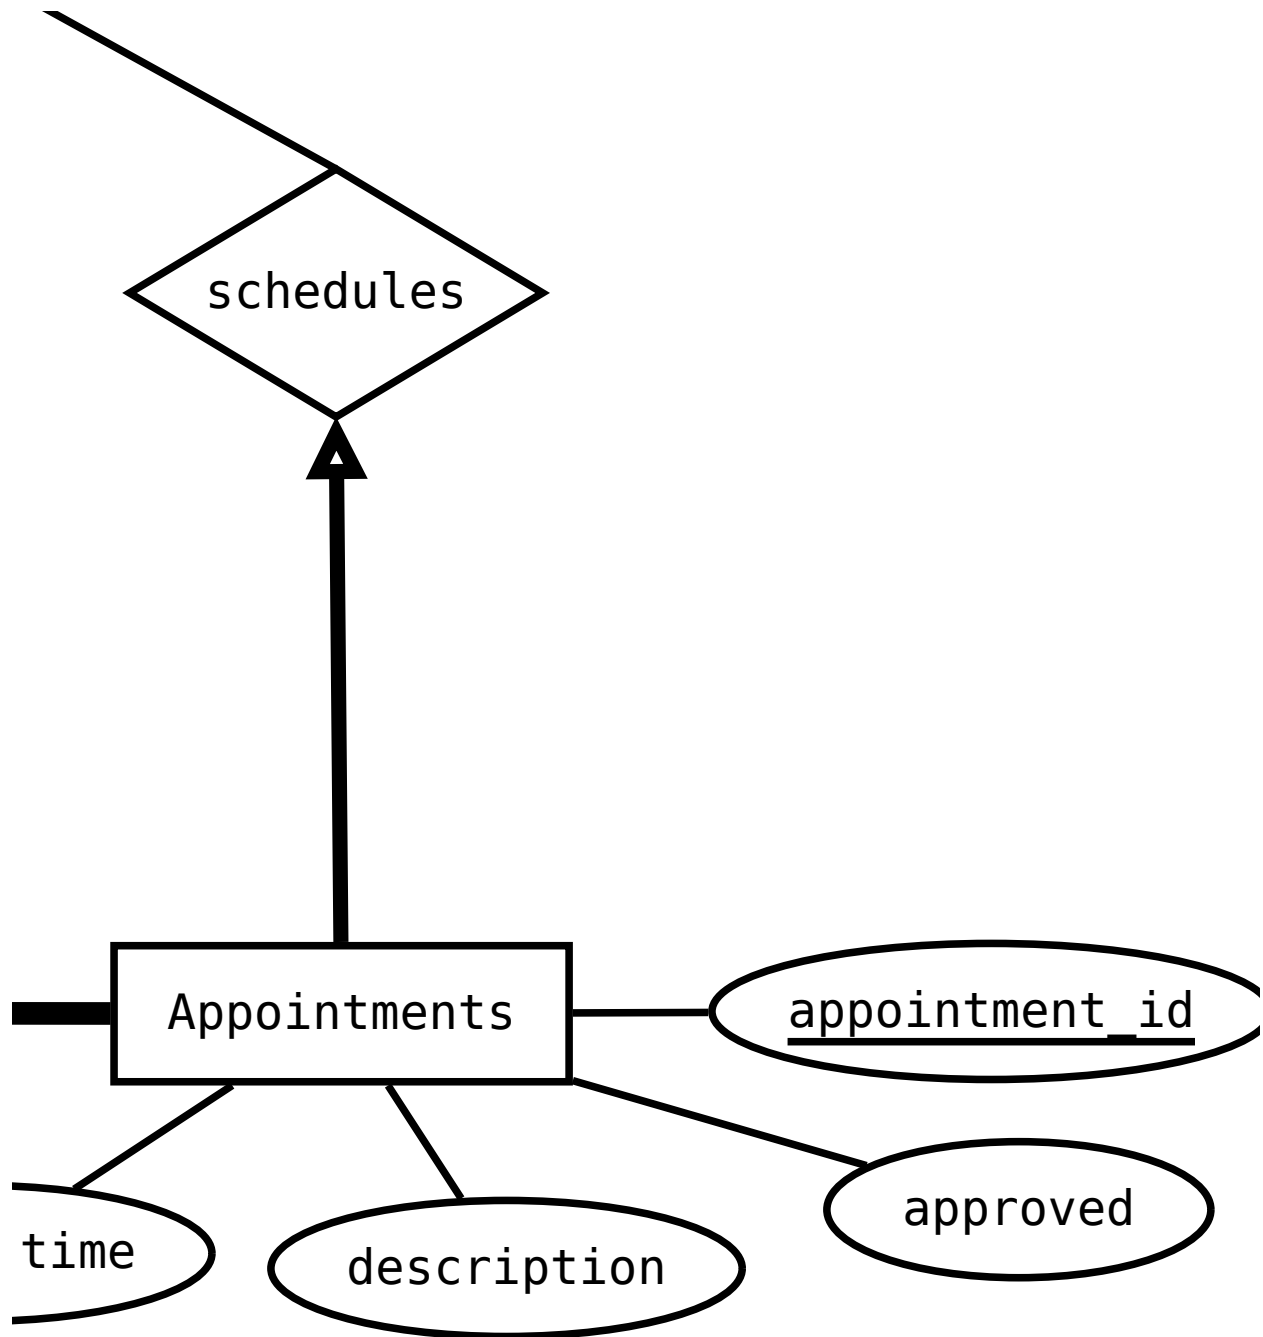 schedules
Appointments
appointment_id
approved
time
description